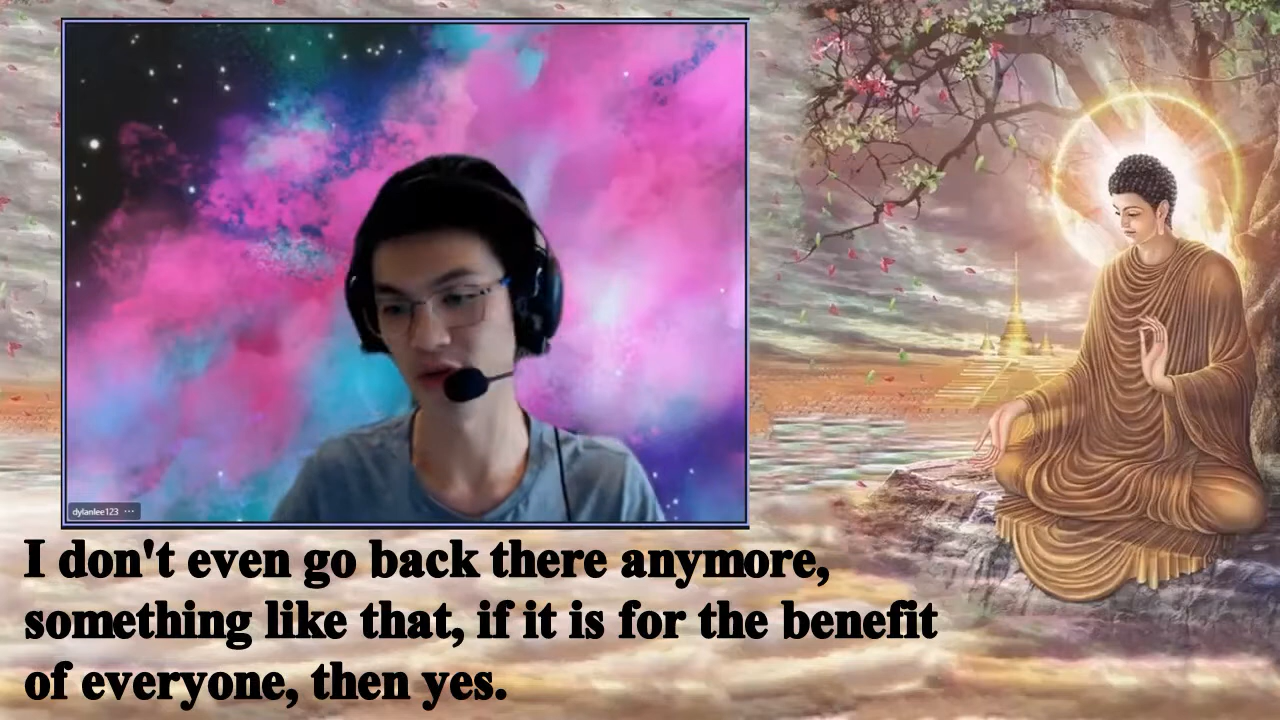 dylanlee123 ...
I don't even go back there anymore,
something like that, if it is for the benefit
of everyone, then yes.